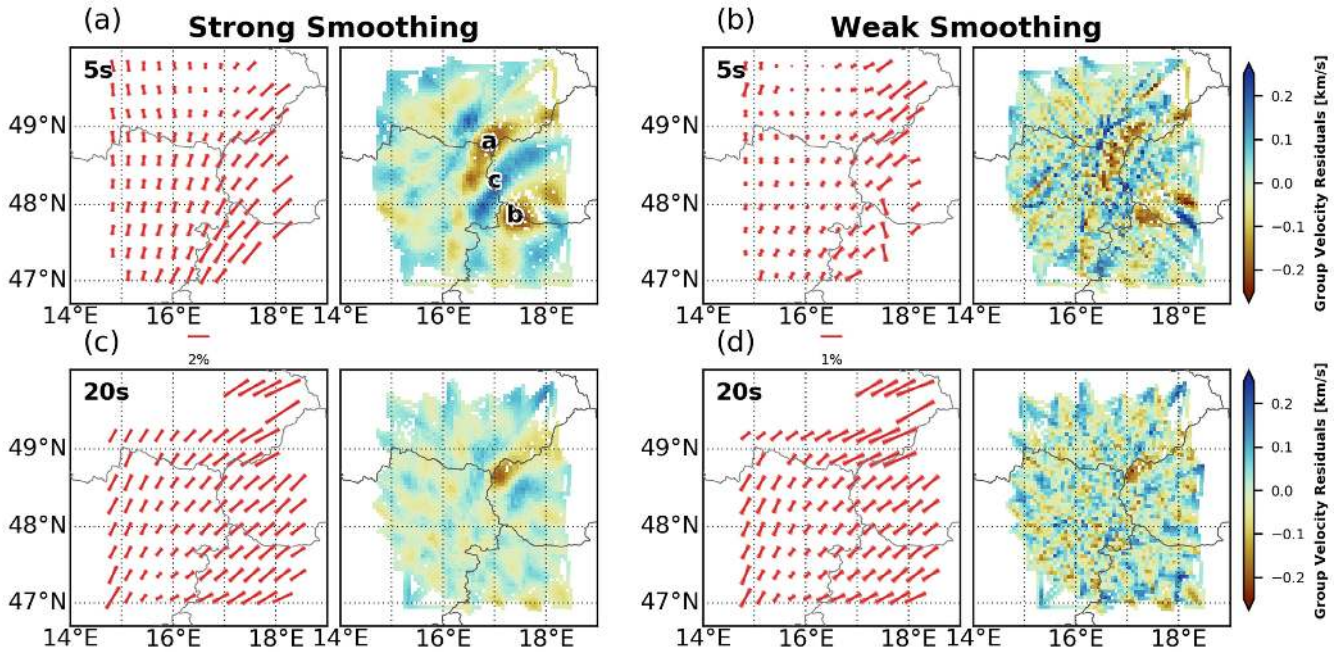 (a) Strong Smoothing
(b) Weak Smoothing
5s
a
c
b
49°N
48°N
47°N
14°E 16°E 18°E 14°E 16°E 18°E
5s
14°E 16°E 18°E 14°E 16°E 18°E
0.2
0.1
0.0
−0.1
−0.2
Group Velocity Residuals [km/s]
(c)
2%
(d)
1%
20s
49°N
48°N
47°N
14°E 16°E 18°E 14°E 16°E 18°E
20s
14°E 16°E 18°E 14°E 16°E 18°E
0.2
0.1
0.0
−0.1
−0.2
Group Velocity Residuals [km/s]